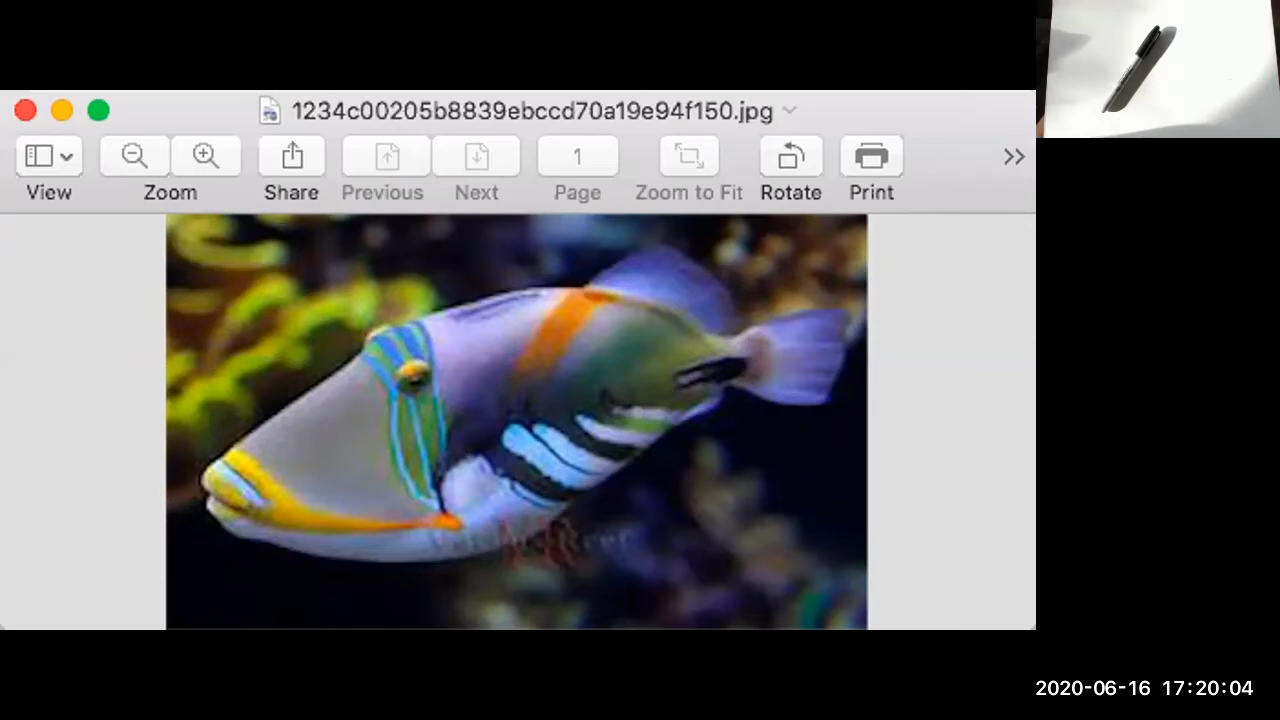 1234c00205b8839ebccd70a19e94f150.jpg
1
View
Zoom
Share
Previous
Next
Page
Zoom to Fit
Rotate
Print
2020-06-16 17:20:04